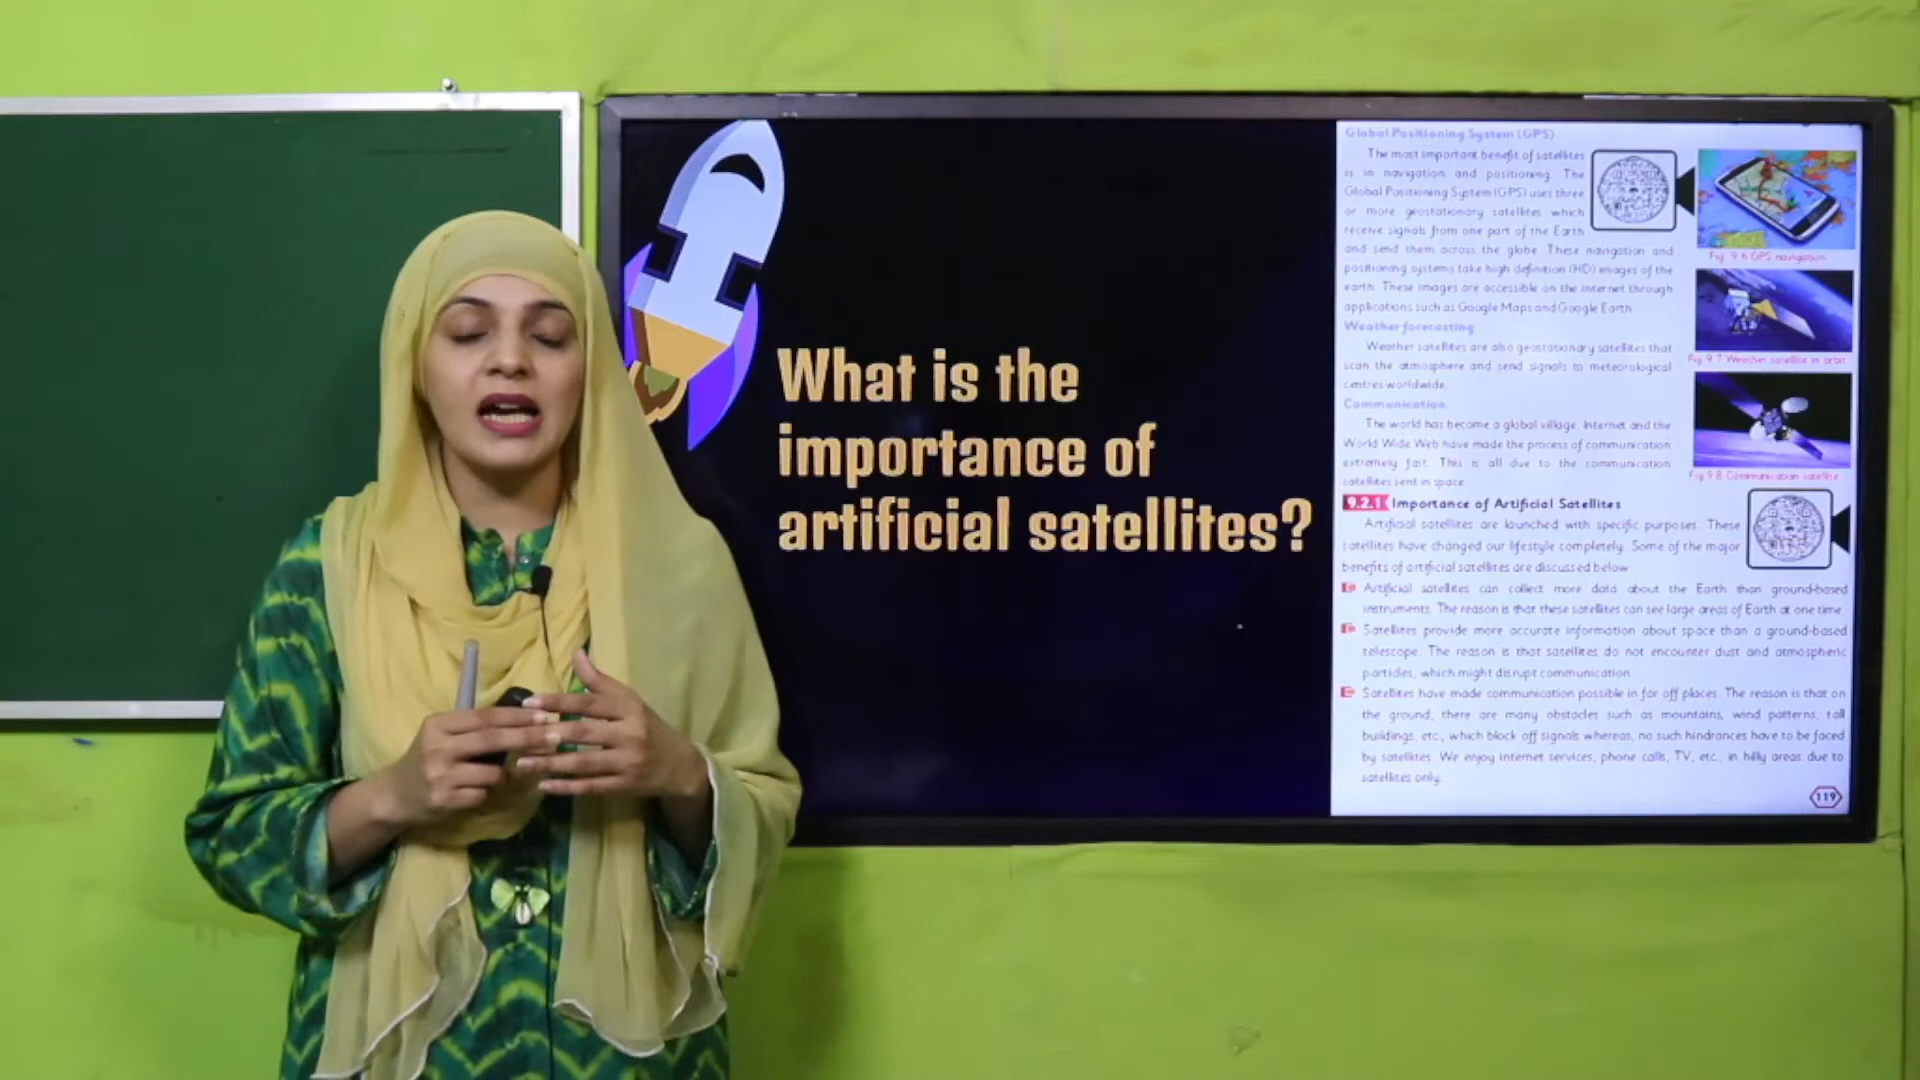 What is the
importance of
artificial satellites?
Global Positioning System (GPS)
The most important benefit of satellites
is in navigation and positioning. The
Global Positioning System (GPS) uses three
or more geostationary satellites which
receive signals from one part of the Earth
and send them across the globe. These navigation and
positioning systems take high definition (HD) images of the
earth. These images are accessible on the internet through
applications such as Google Maps and Google Earth.
Fig 9.6 GPS navigation
Weather forecasting
Weather satellites are also geostationary satellites that
scan the atmosphere and send signals to meteorological
centres worldwide.
Fig 9.7 Weather satellite in orbit
Communication
The world has become a global village. Internet and the
World Wide Web have made the process of communication
extremely fast. This is all due to the communication
satellites sent in space.
Fig 9.8 Communication satellite
9.2.1 Importance of Artificial Satellites
Artificial satellites are launched with specific purposes. These
satellites have changed our lifestyle completely. Some of the major
benefits of artificial satellites are discussed below
Artificial satellites can collect more data about the Earth than ground-based
instruments. The reason is that these satellites can see large areas of Earth at one time.
Satellites provide more accurate information about space than a ground-based
telescope. The reason is that satellites do not encounter dust and atmospheric
particles, which might disrupt communication.
Satellites have made communication possible in far off places. The reason is that on
the ground, there are many obstacles such as mountains, wind patterns, tall
buildings, etc., which block off signals whereas, no such hindrances have to be faced
by satellites. We enjoy internet services, phone calls, TV, etc., in hilly areas due to
satellites only.
119